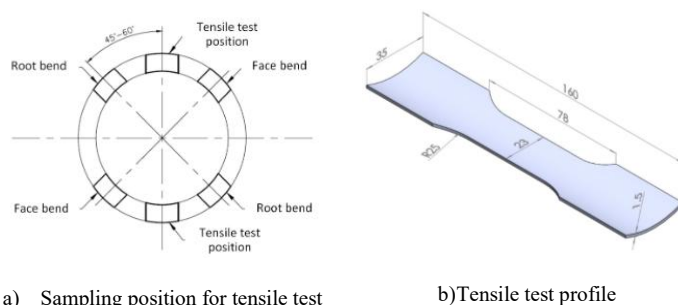 45°-60°
Tensile test
position
Root bend
Face bend
Face bend
Root bend
Tensile test
position
a) Sampling position for tensile test
35
160
78
R25
23
1.5
b)Tensile test profile